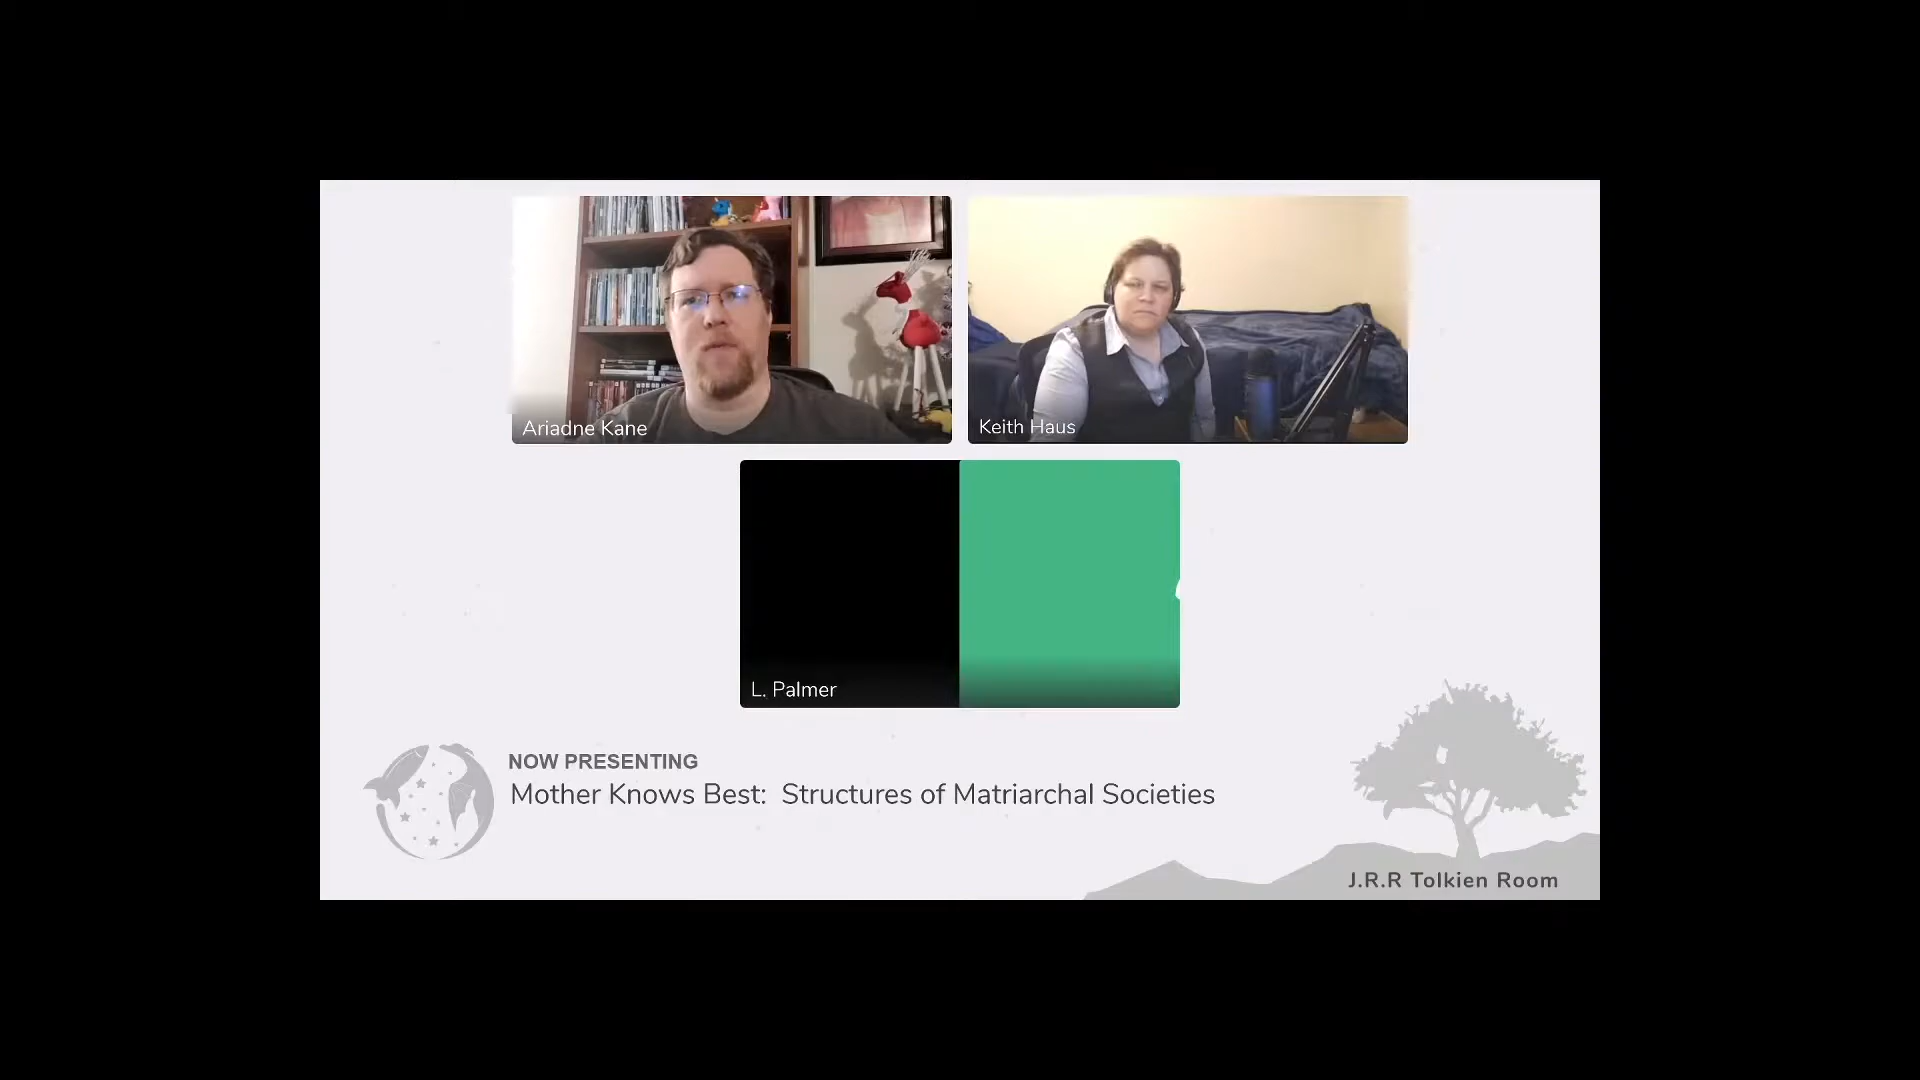 Ariadne Kane
Keith Haus
L. Palmer
NOW PRESENTING
Mother Knows Best: Structures of Matriarchal Societies
J.R.R Tolkien Room